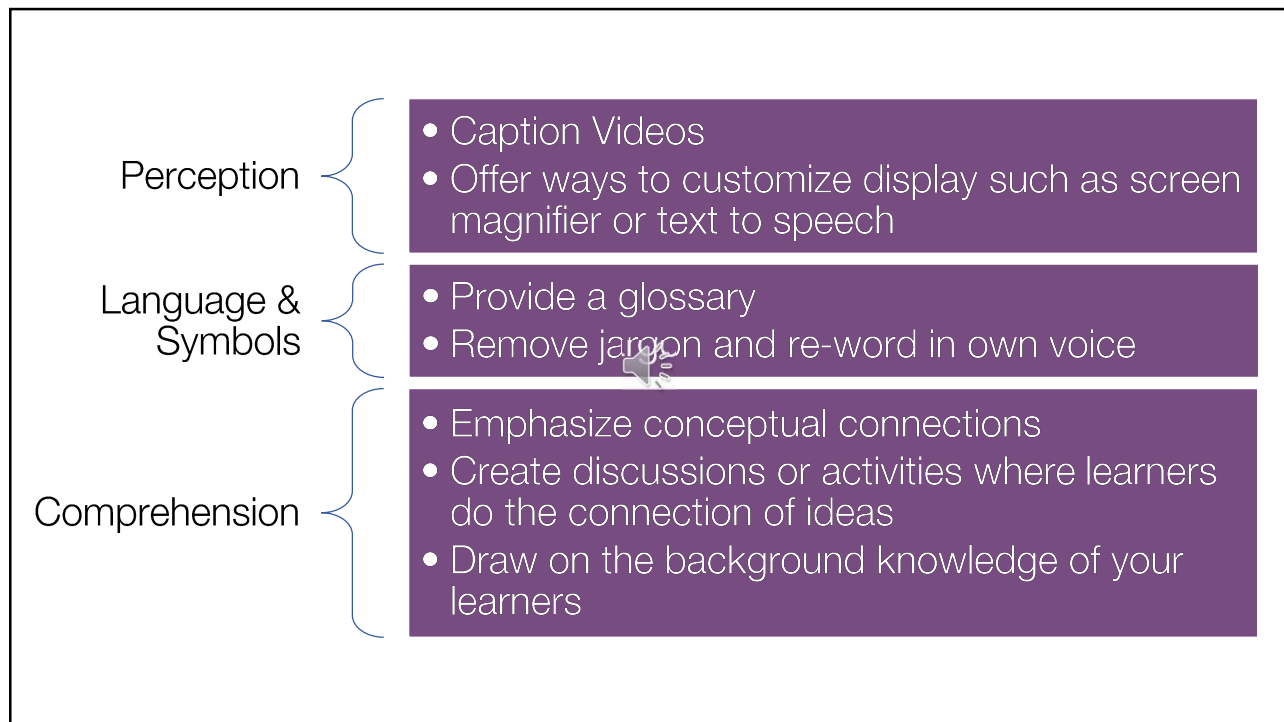 Perception
• Caption Videos
• Offer ways to customize display such as screen
magnifier or text to speech
Language &
Symbols
• Provide a glossary
• Remove jargon and re-word in own voice
Comprehension
• Emphasize conceptual connections
• Create discussions or activities where learners
do the connection of ideas
• Draw on the background knowledge of your
learners